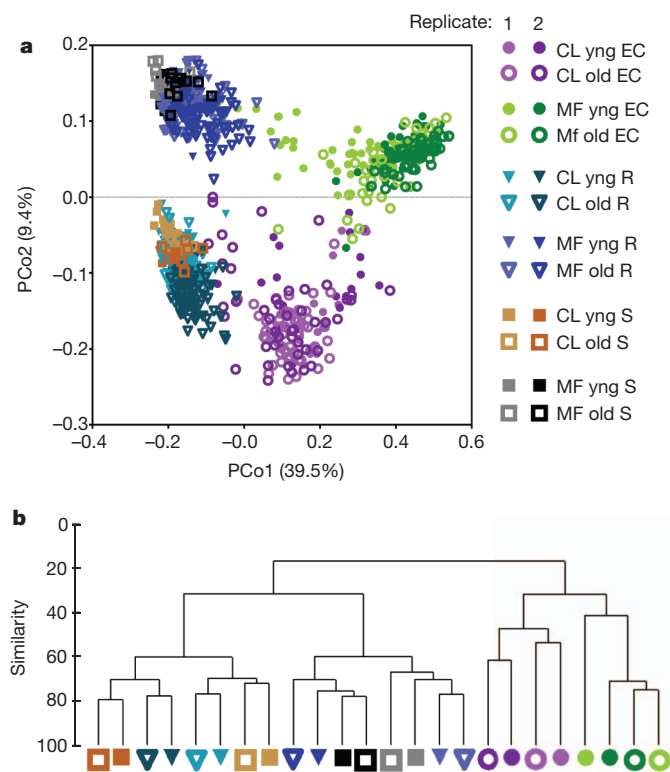 Replicate: 1 2
a
0.2
0.1
0.0
−0.1
−0.2
−0.3
PCo2 (9.4%)
−0.4 −0.2 −0.0 0.2 0.4 0.6
PCo1 (39.5%)
CL yng EC
CL old EC
MF yng EC
Mf old EC
CL yng R
CL old R
MF yng R
MF old R
CL yng S
CL old S
MF yng S
MF old S
b
0
20
40
60
80
100
Similarity